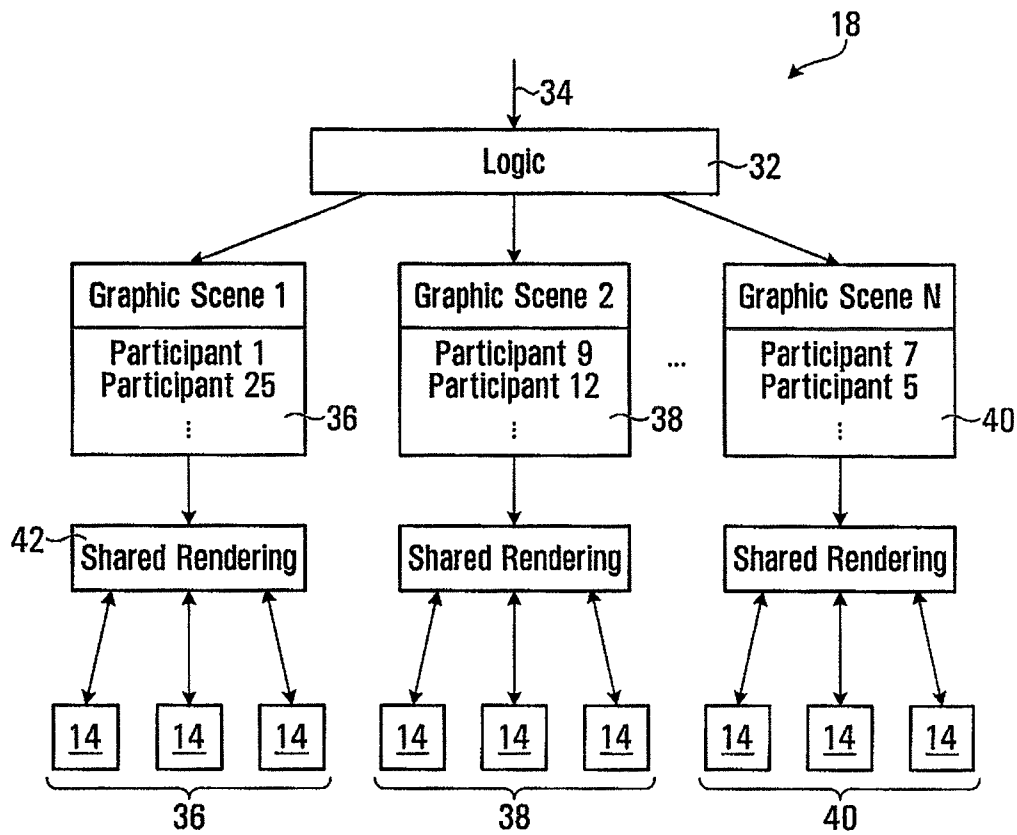 18
34
Logic
32
Graphic Scene 1
Graphic Scene 2
Graphic Scene N
Participant 1
Participant 25
⋮
36
Participant 9
Participant 12
⋮
38
...
Participant 7
Participant 5
⋮
40
42
Shared Rendering
Shared Rendering
Shared Rendering
14 14 14
14 14 14
14 14 14
36
38
40